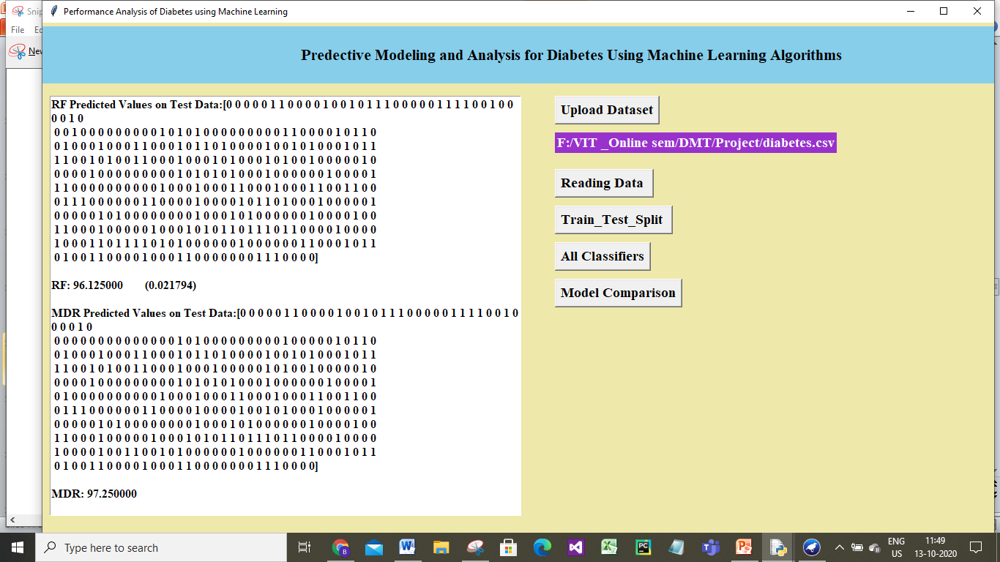 Snip
Performance Analysis of Diabetes using Machine Learning
File
New
Predective Modeling and Analysis for Diabetes Using Machine Learning Algorithms
RF Predicted Values on Test Data:[0 0 0 0 0 1 1 0 0 0 0 1 0 0 1 0 1 1 1 0 0 0 0 0 1 1 1 1 0 0 1 0 0
0 0 1 0
0 0 1 0 0 0 0 0 0 0 0 0 1 0 1 0 1 0 0 0 0 0 0 0 0 0 1 1 0 0 0 0 1 0 1 1 0
0 1 0 0 0 1 0 0 0 1 1 0 0 0 1 0 1 1 0 1 0 0 0 0 1 0 0 1 0 1 0 0 0 1 0 1 1
1 1 0 0 1 0 1 0 0 1 1 0 0 0 1 0 0 0 1 0 1 0 0 0 1 0 1 0 0 1 0 0 0 0 0 1 0
0 0 0 0 1 0 0 0 0 0 0 0 0 0 1 0 1 0 1 0 1 0 0 0 1 0 0 0 0 0 0 1 0 0 0 0 1
1 1 0 0 0 0 0 0 0 0 0 0 1 0 0 0 1 0 0 0 1 1 0 0 0 1 0 0 0 1 1 0 0 1 1 0 0
0 1 1 1 0 0 0 0 0 0 1 1 0 0 0 0 1 0 0 0 0 1 0 1 1 0 1 0 0 0 1 0 0 0 0 0 1
0 0 0 0 0 1 0 1 0 0 0 0 0 0 0 0 1 0 0 0 1 0 1 0 0 0 0 0 0 1 0 0 0 0 1 0 0
1 1 0 0 0 1 0 0 0 0 0 1 0 0 0 1 0 1 0 1 1 0 1 1 1 0 1 1 0 0 0 0 1 0 0 0 0
1 0 0 0 1 1 0 1 1 1 1 0 1 0 1 0 0 0 0 0 0 1 0 0 0 0 0 0 1 1 0 0 0 1 0 1 1
0 1 0 0 1 1 0 0 0 0 1 0 0 0 1 1 0 0 0 0 0 0 0 1 1 1 0 0 0 0]
RF: 96.125000 (0.021794)
MDR Predicted Values on Test Data:[0 0 0 0 0 1 1 0 0 0 0 1 0 0 1 0 1 1 1 0 0 0 0 0 1 1 1 1 0 0 1 0
0 0 0 1 0
0 0 0 0 0 0 0 0 0 0 0 0 0 0 1 0 1 0 0 0 0 0 0 0 0 0 1 0 0 0 0 0 1 0 1 1 0
0 1 0 0 0 1 0 0 0 1 1 0 0 0 1 0 1 1 0 1 0 0 0 0 1 0 0 1 0 1 0 0 0 1 0 1 1
1 1 0 0 1 0 1 0 0 1 1 0 0 0 1 0 0 0 1 0 0 0 0 0 1 0 1 0 0 1 0 0 0 0 0 1 0
0 0 0 0 1 0 0 0 0 0 0 0 0 0 1 0 1 0 1 0 1 0 0 0 1 0 0 0 0 0 0 1 0 0 0 0 1
0 1 0 0 0 0 0 0 0 0 0 0 1 0 0 0 1 0 0 0 1 1 0 0 0 1 0 0 0 1 1 0 0 1 1 0 0
0 1 1 1 0 0 0 0 0 0 1 1 0 0 0 0 1 0 0 0 0 1 0 0 1 0 1 0 0 0 1 0 0 0 0 0 1
0 0 0 0 0 1 0 1 0 0 0 0 0 0 0 0 1 0 0 0 1 0 1 0 0 0 0 0 0 1 0 0 0 0 1 0 0
1 1 0 0 0 1 0 0 0 0 0 1 0 0 0 1 0 1 0 1 1 0 1 1 1 0 1 1 0 0 0 0 1 0 0 0 0
1 0 0 0 0 1 0 0 1 1 0 0 1 0 1 0 0 0 0 0 0 1 0 0 0 0 0 0 1 1 0 0 0 1 0 1 1
0 1 0 0 1 1 0 0 0 0 1 0 0 0 1 1 0 0 0 0 0 0 0 1 1 1 0 0 0 0]
MDR: 97.250000
Upload Dataset
F:/VIT _Online sem/DMT/Project/diabetes.csv
Reading Data
Train_Test_Split
All Classifiers
Model Comparison
Type here to search
ENG
US
11:49
13-10-2020